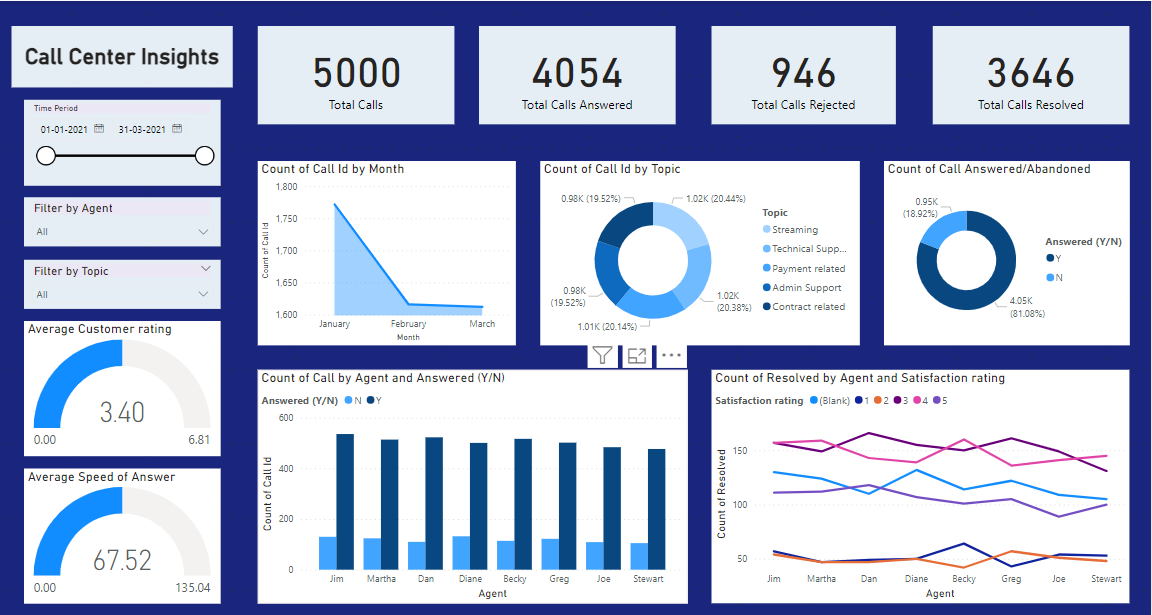 Call Center Insights
5000
Total Calls
4054
Total Calls Answered
946
Total Calls Rejected
3646
Total Calls Resolved
Time Period
01-01-2021 31-03-2021
Filter by Agent
All
Filter by Topic
All
Average Customer rating
3.40
0.00 6.81
Average Speed of Answer
67.52
0.00 135.04
Count of Call Id by Month
1,800
1,750
1,700
1,650
1,600
Count of Call Id
January February March
Month
Count of Call Id by Topic
0.98K (19.52%) 1.02K (20.44%)
0.98K
(19.52%)
1.02K
(20.38%)
1.01K (20.14%)
Topic
Streaming
Technical Supp...
Payment related
Admin Support
Contract related
Count of Call Answered/Abandoned
0.95K
(18.92%)
4.05K
(81.08%)
Answered (Y/N)
Y
N
Count of Call by Agent and Answered (Y/N)
Answered (Y/N) N Y
600
400
200
0
Count of Call Id
Jim Martha Dan Diane Becky Greg Joe Stewart
Agent
Count of Resolved by Agent and Satisfaction rating
Satisfaction rating (Blank) 1 2 3 4 5
150
100
50
Count of Resolved
Jim Martha Dan Diane Becky Greg Joe Stewart
Agent